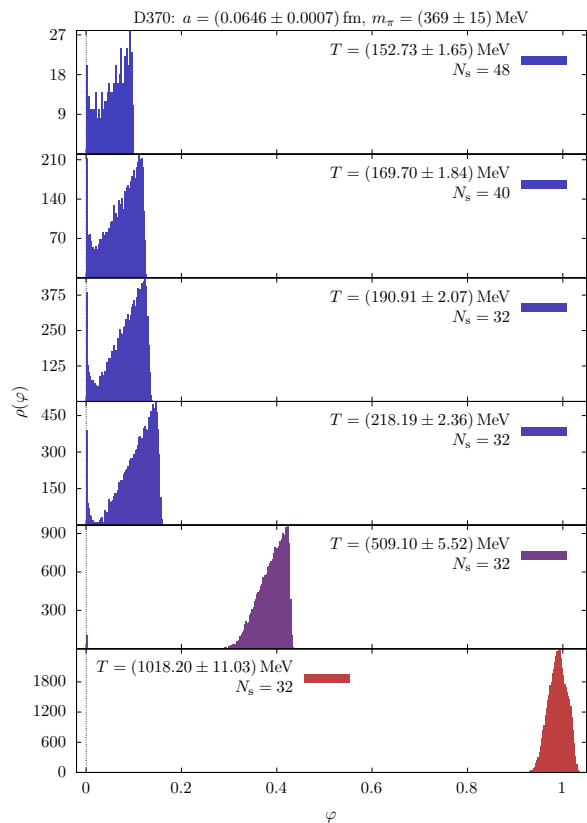 D370: a = (0.0646 ± 0.0007) fm, m_π = (369 ± 15) MeV
T = (152.73 ± 1.65) MeV
N_s = 48
27
18
9
T = (169.70 ± 1.84) MeV
N_s = 40
210
140
70
T = (190.91 ± 2.07) MeV
N_s = 32
375
250
125
ρ(φ)
T = (218.19 ± 2.36) MeV
N_s = 32
450
300
150
T = (509.10 ± 5.52) MeV
N_s = 32
900
600
300
T = (1018.20 ± 11.03) MeV
N_s = 32
1800
1200
600
0
0 0.2 0.4 0.6 0.8 1
φ